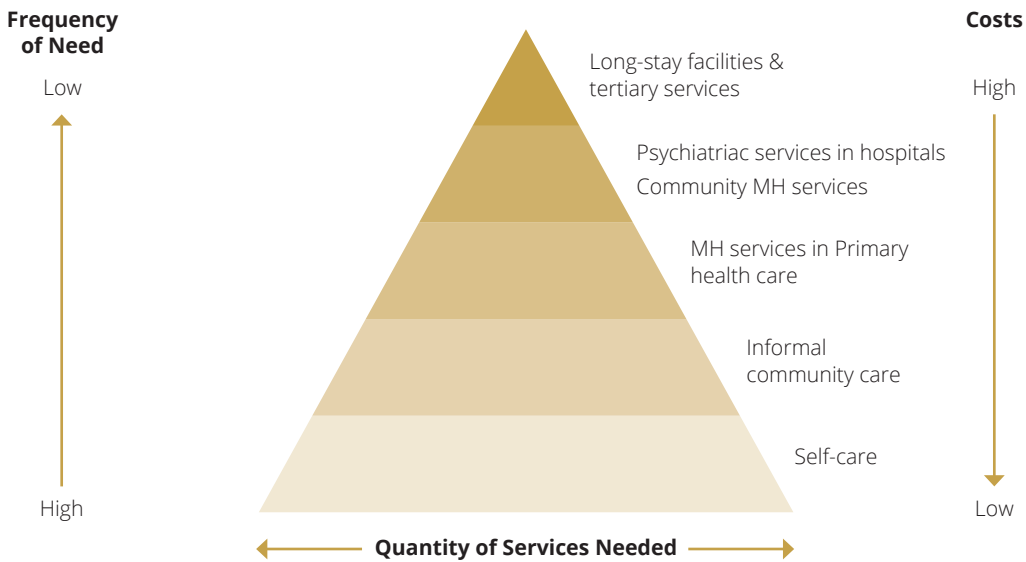 Frequency
of Need
Low
High
Long-stay facilities &
tertiary services
Psychiatriac services in hospitals
Community MH services
MH services in Primary
health care
Informal
community care
Self-care
Costs
High
Low
Quantity of Services Needed